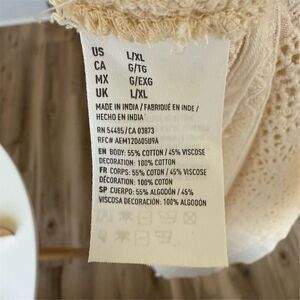 US L/XL
CA G/TG
MX G/EXG
UK L/XL
MADE IN INDIA / FABRIQUÉ EN INDE /
HECHO EN INDIA
RN 54485/CA 03873
RFC# AEM120605U9A
EN: BODY: 55% COTTON / 45% VISCOSE
DECORATION: 100% COTTON
FR: CORPS: 55% COTON / 45% VISCOSE
DÉCORATION: 100% COTON
SP: CUERPO: 55% ALGODÓN / 45%
VISCOSA DECORACIÓN: 100% ALGODÓN